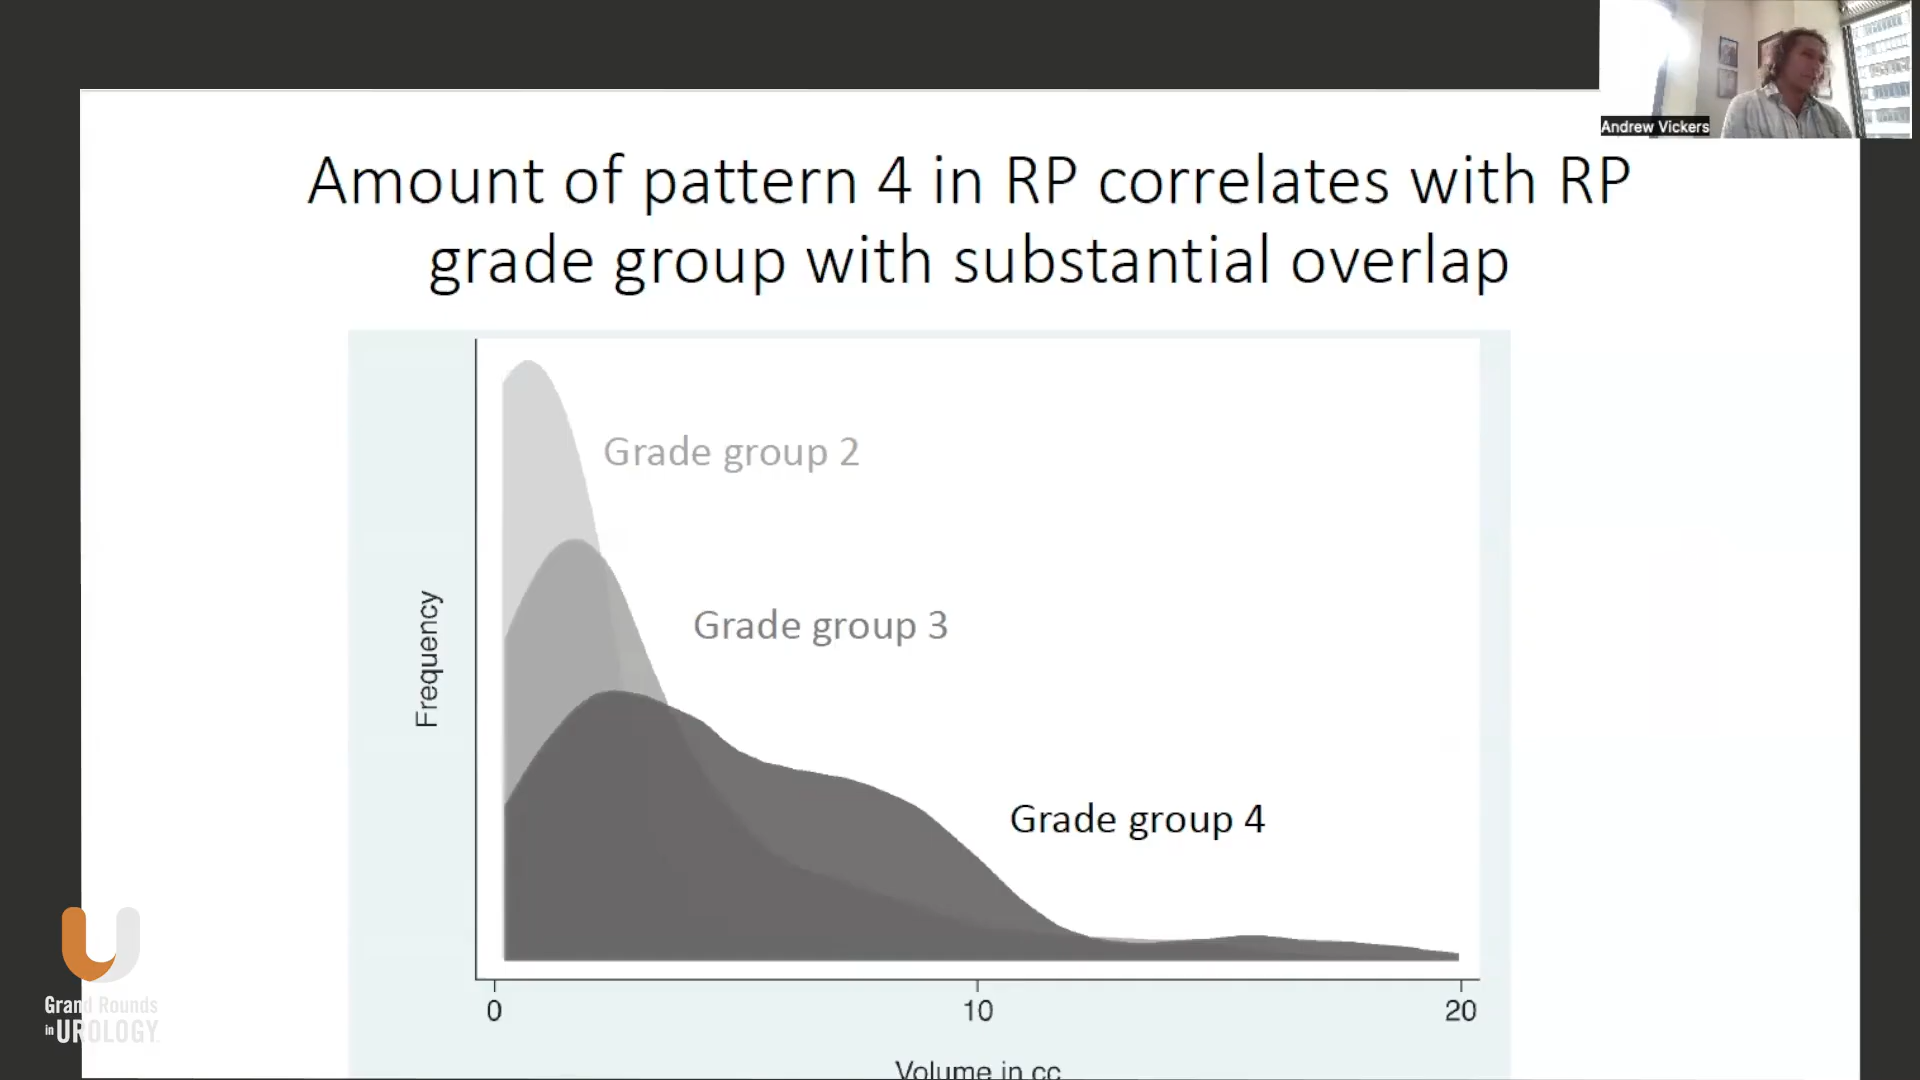 Andrew Vickers
Amount of pattern 4 in RP correlates with RP
grade group with substantial overlap
Grade group 2
Grade group 3
Grade group 4
Frequency
0
10
20
Volume in cc
Grand Rounds
in UROLOGY